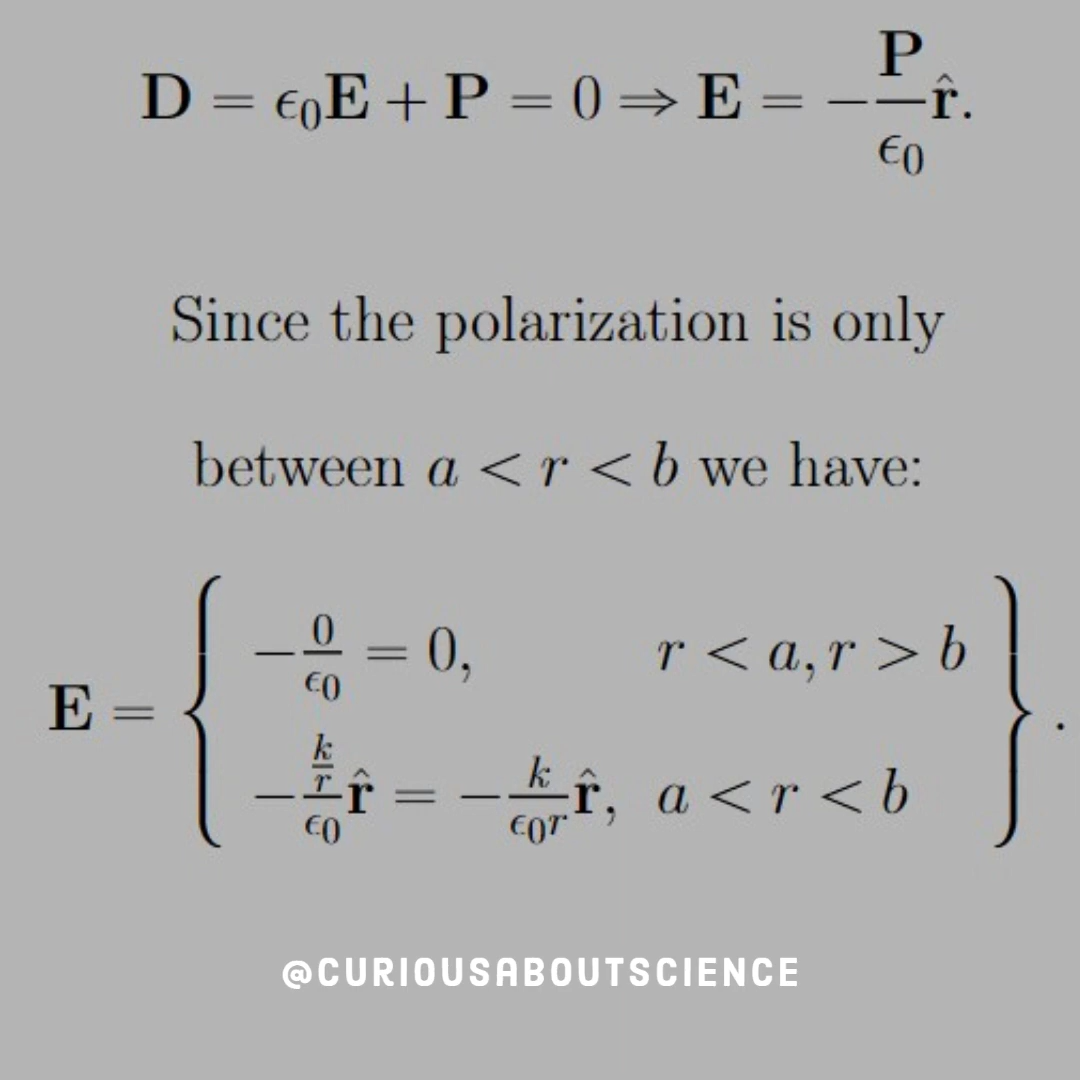 D = ϵ₀E + P = 0 ⇒ E = −P/ϵ₀ r̂.
Since the polarization is only
between a < r < b we have:
E = { −0/ϵ₀ = 0, r < a, r > b
−(k/r)/ϵ₀ r̂ = −k/(ϵ₀r) r̂, a < r < b } .
@CURIOUSABOUTSCIENCE